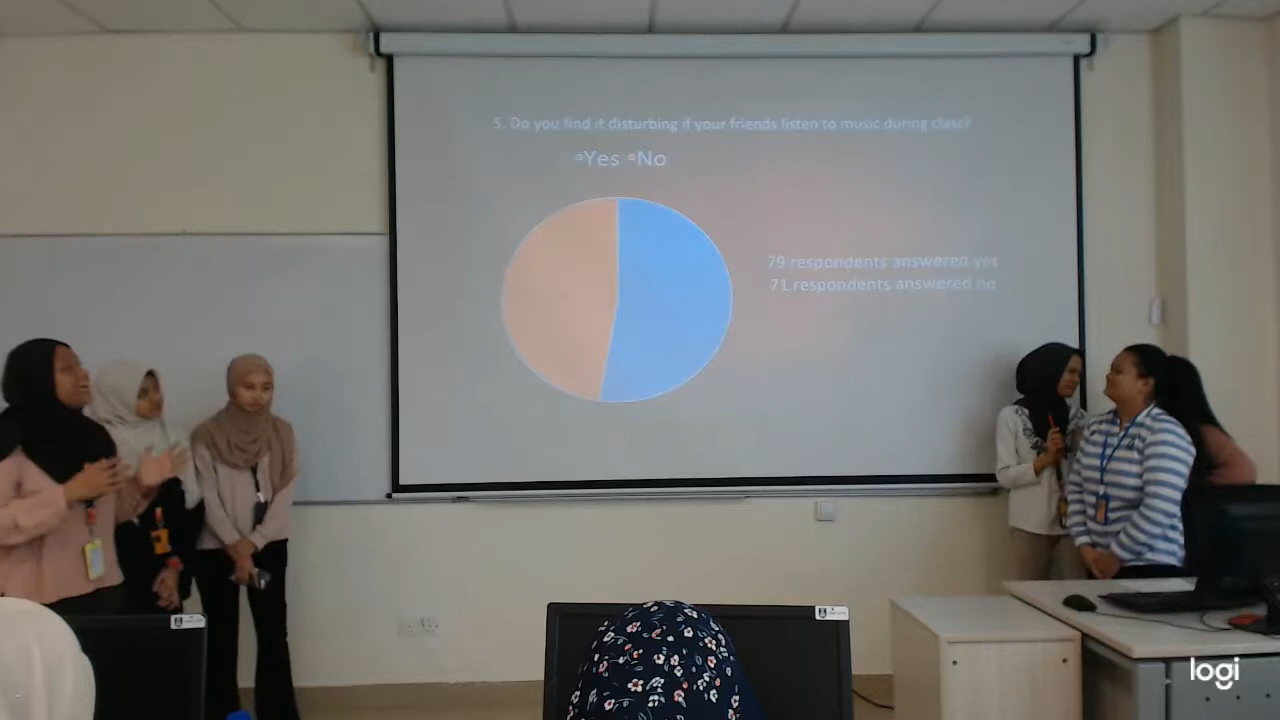 5. Do you find it disturbing if your friends listen to music during class?
Yes No
79 respondents answered yes
71 respondents answered no
logi